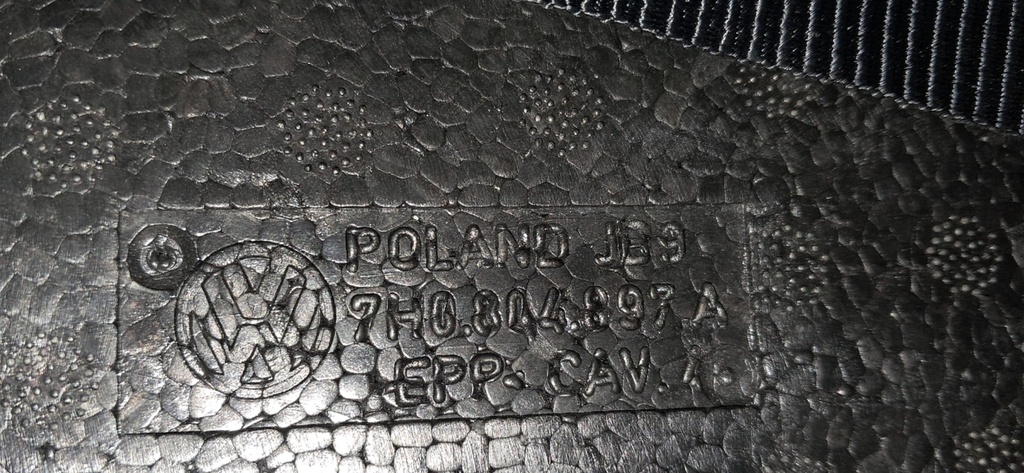 POLAND JB9
7H0.804.897 A
EPP. CAV.